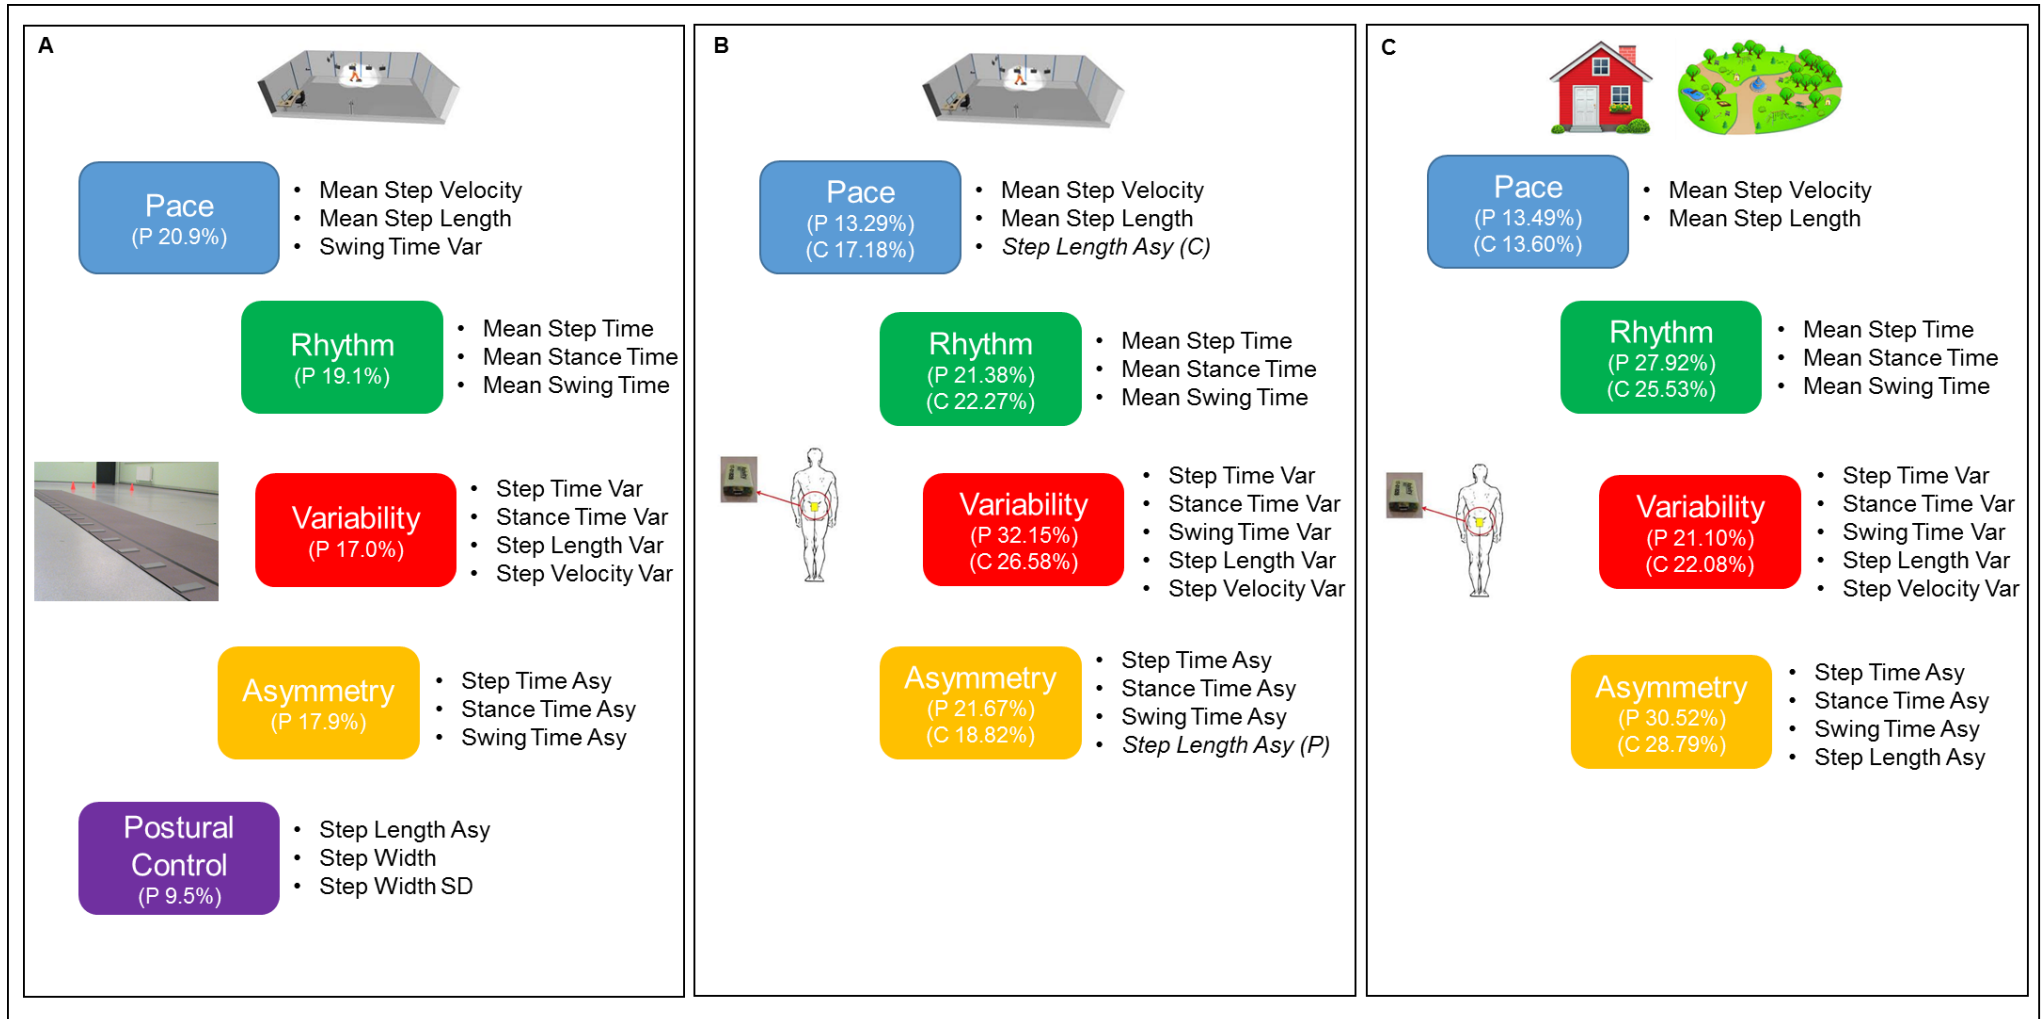 A
Pace
(P 20.9%)
• Mean Step Velocity
• Mean Step Length
• Swing Time Var
Rhythm
(P 19.1%)
• Mean Step Time
• Mean Stance Time
• Mean Swing Time
Variability
(P 17.0%)
• Step Time Var
• Stance Time Var
• Step Length Var
• Step Velocity Var
Asymmetry
(P 17.9%)
• Step Time Asy
• Stance Time Asy
• Swing Time Asy
Postural
Control
(P 9.5%)
• Step Length Asy
• Step Width
• Step Width SD
B
Pace
(P 13.29%)
(C 17.18%)
• Mean Step Velocity
• Mean Step Length
• Step Length Asy (C)
Rhythm
(P 21.38%)
(C 22.27%)
• Mean Step Time
• Mean Stance Time
• Mean Swing Time
Variability
(P 32.15%)
(C 26.58%)
• Step Time Var
• Stance Time Var
• Swing Time Var
• Step Length Var
• Step Velocity Var
Asymmetry
(P 21.67%)
(C 18.82%)
• Step Time Asy
• Stance Time Asy
• Swing Time Asy
• Step Length Asy (P)
C
Pace
(P 13.49%)
(C 13.60%)
• Mean Step Velocity
• Mean Step Length
Rhythm
(P 27.92%)
(C 25.53%)
• Mean Step Time
• Mean Stance Time
• Mean Swing Time
Variability
(P 21.10%)
(C 22.08%)
• Step Time Var
• Stance Time Var
• Swing Time Var
• Step Length Var
• Step Velocity Var
Asymmetry
(P 30.52%)
(C 28.79%)
• Step Time Asy
• Stance Time Asy
• Swing Time Asy
• Step Length Asy